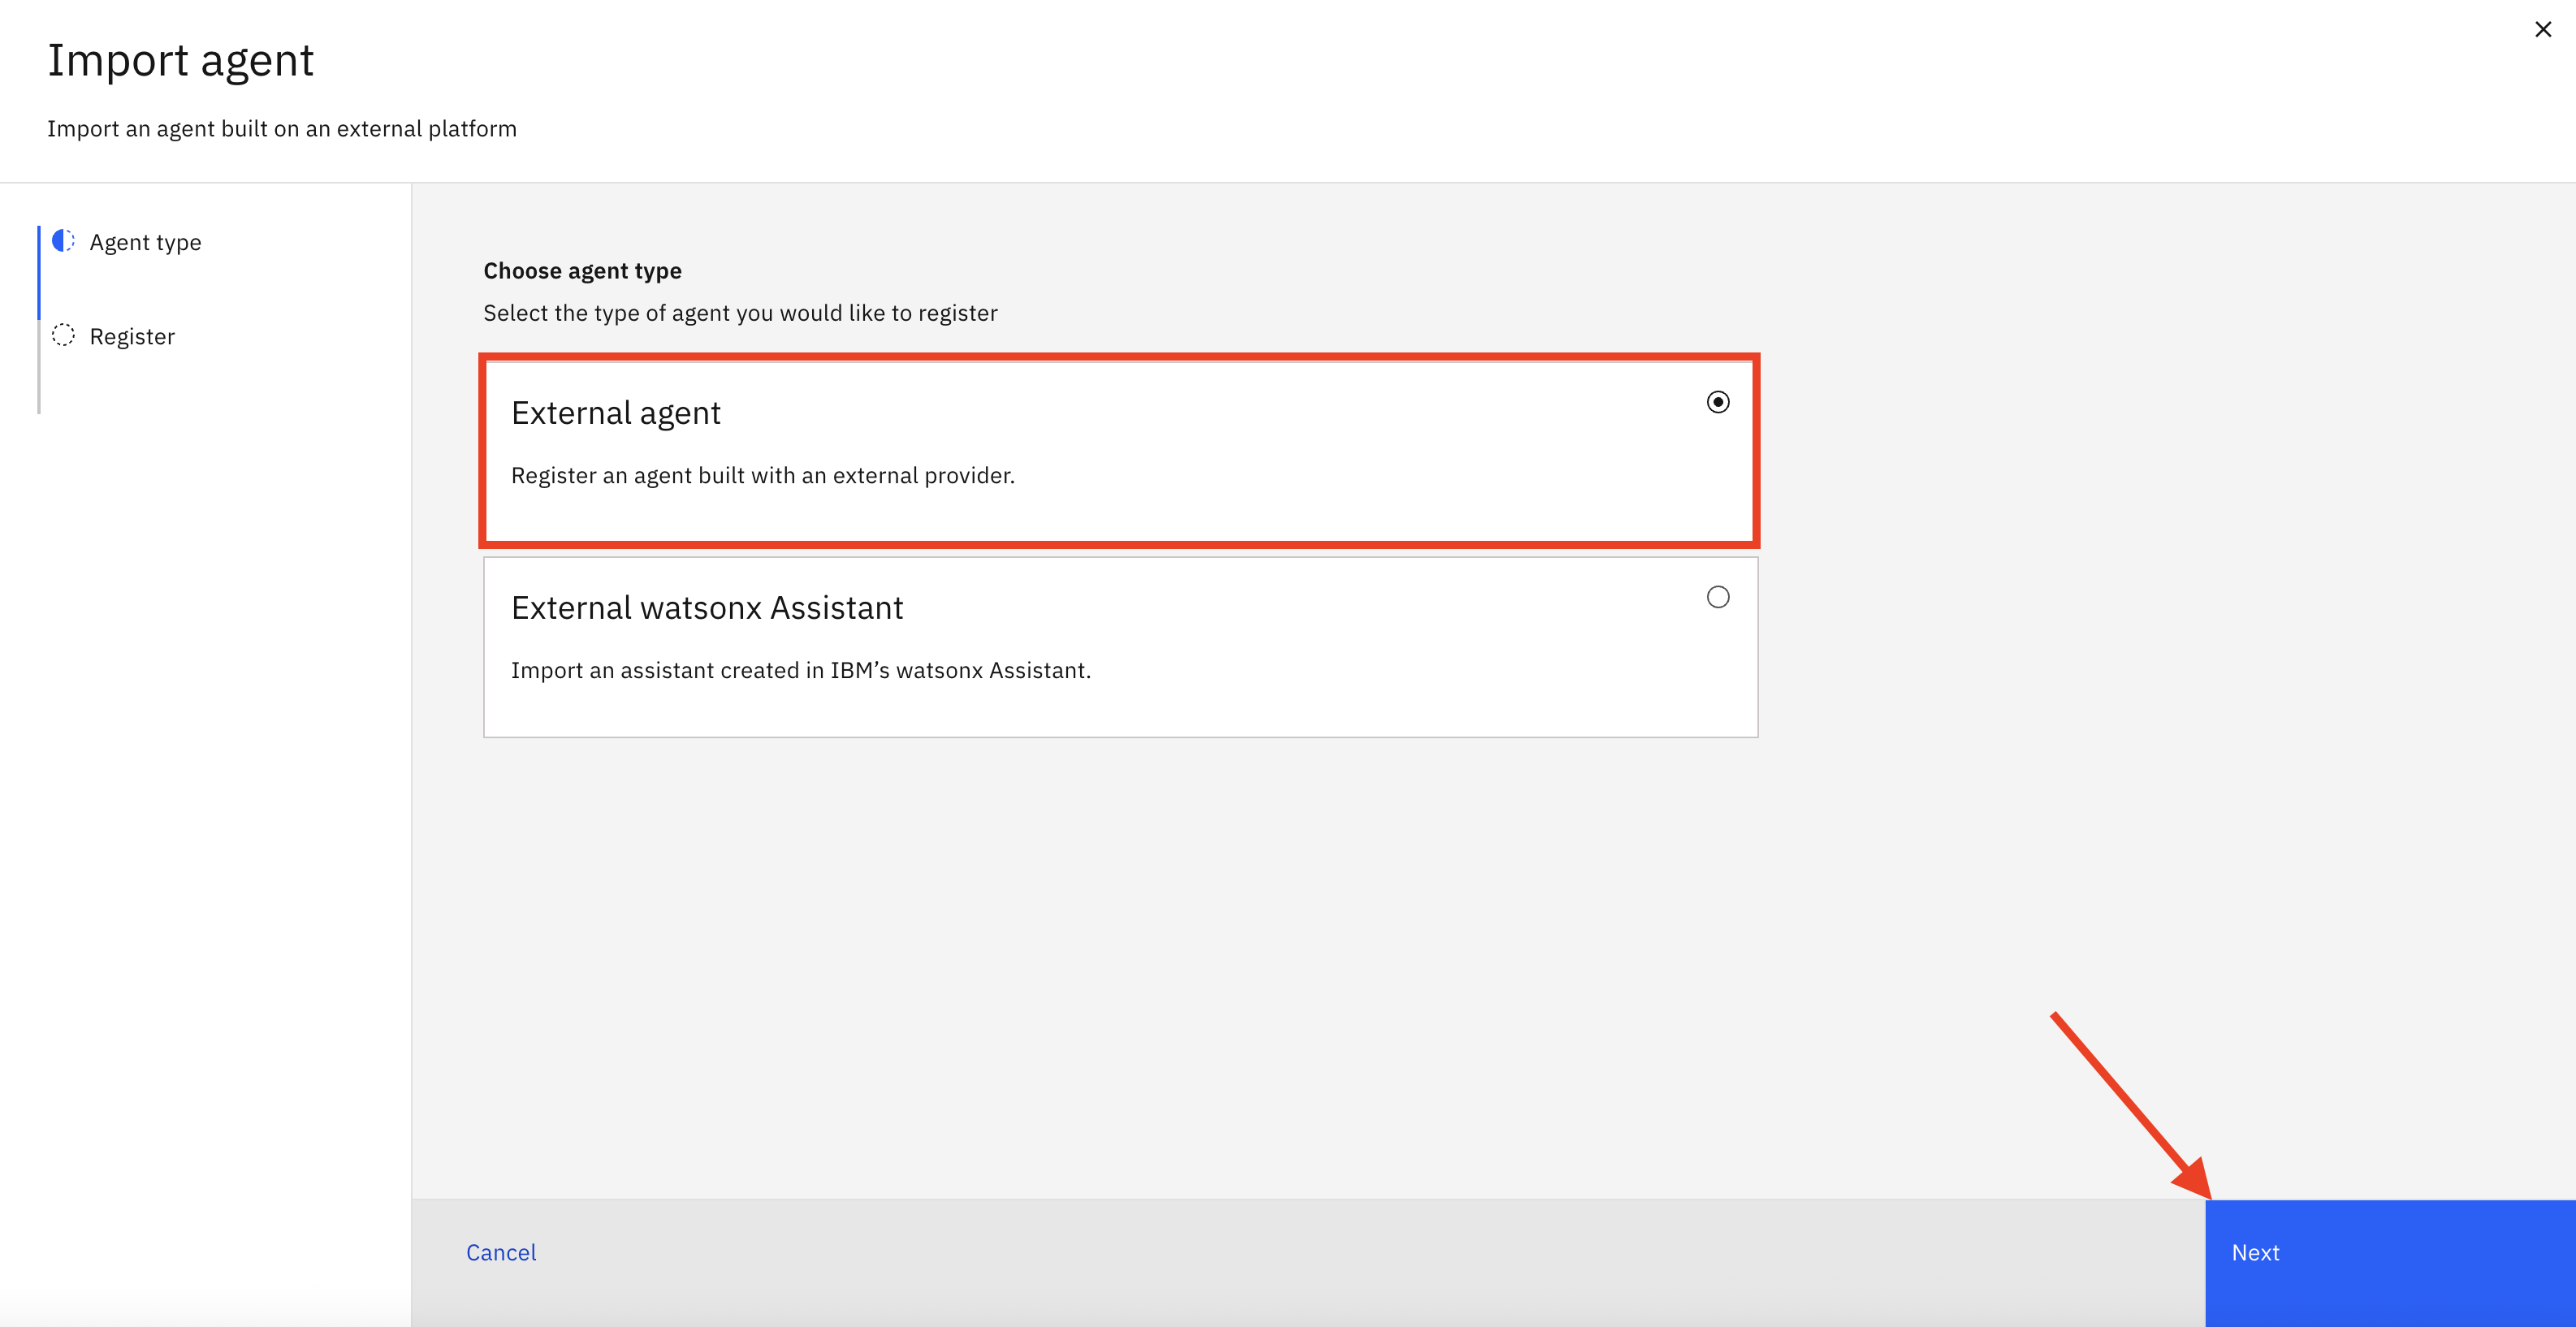 Import agent
Import an agent built on an external platform
Agent type
Register
Choose agent type
Select the type of agent you would like to register
External agent
Register an agent built with an external provider.
External watsonx Assistant
Import an assistant created in IBM’s watsonx Assistant.
Cancel
Next